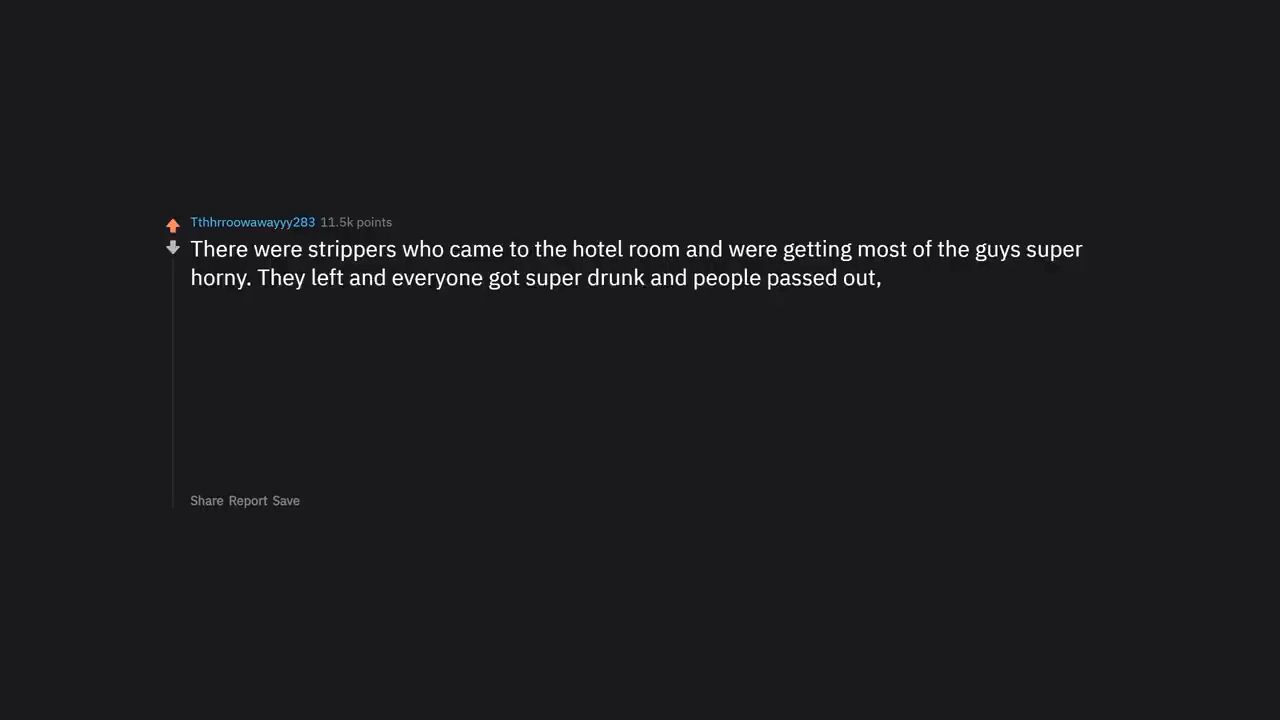 Tthhrroowawayyy283 11.5k points
There were strippers who came to the hotel room and were getting most of the guys super
horny. They left and everyone got super drunk and people passed out,
Share Report Save